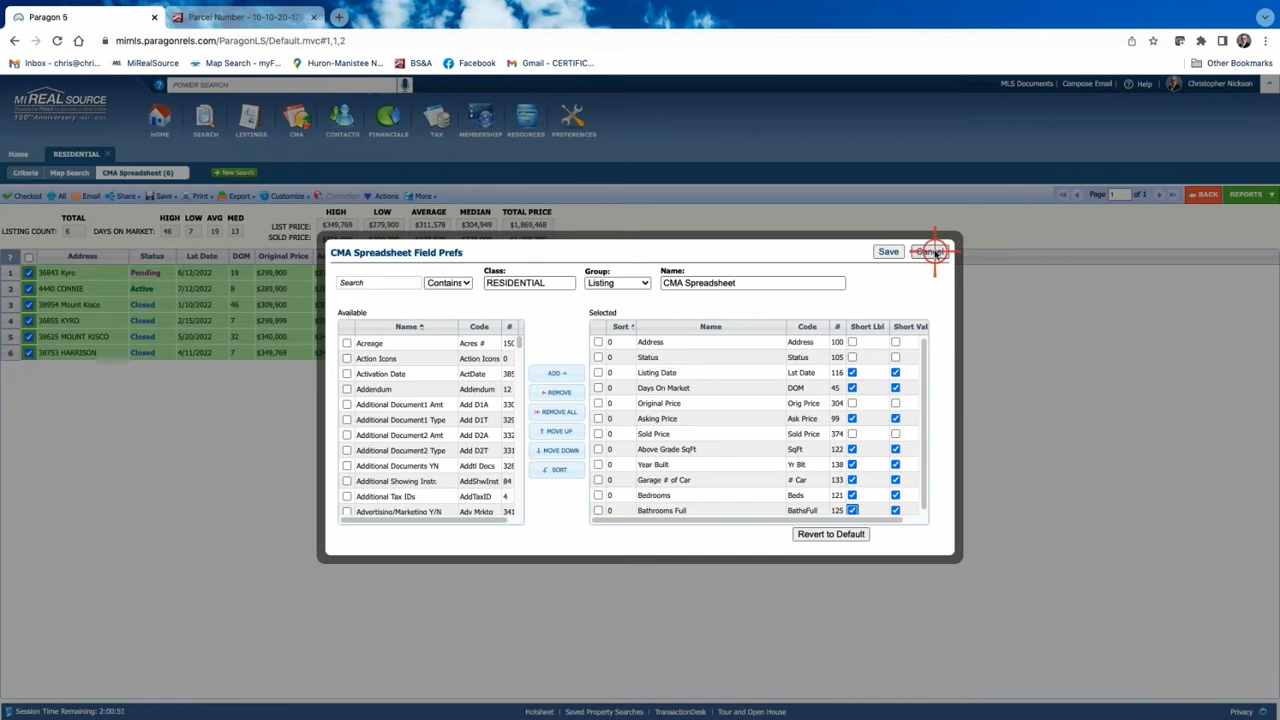 Paragon 5
Parcel Number - 10-10-20-17
mimls.paragonrels.com/ParagonLS/Default.mvc#1,1,2
Inbox - chris@chri... MiRealSource Map Search - myF... Huron-Manistee N... BS&A Facebook Gmail - CERTIFIC... Other Bookmarks
POWER SEARCH MLS Documents Compose Email Help Christopher Nickson
MiREALSOURCE
100th Anniversary
HOME SEARCH LISTINGS CMA CONTACTS FINANCIALS TAX MEMBERSHIP RESOURCES PREFERENCES
Home RESIDENTIAL
Criteria Map Search CMA Spreadsheet (6) New Search
Checked All Email Share Save Print Export Customize Actions More Page 1 of 1 BACK REPORTS
TOTAL HIGH LOW AVG MED HIGH LOW AVERAGE MEDIAN TOTAL PRICE
LISTING COUNT: 6 DAYS ON MARKET: 46 7 19 13 LIST PRICE: $349,769 $279,900 $311,578 $304,949 $1,869,468
SOLD PRICE:
? Address Status Lst Date DOM Original Price
1 36843 Kyro Pending 6/12/2022 19 $299,900
2 4440 CONNIE Active 7/12/2022 8 $289,900
3 38954 Mount Kisco Closed 1/10/2022 46 $309,000
4 36855 KYRO Closed 2/15/2022 7 $299,999
5 38625 MOUNT KISCO Closed 5/22/2022 32 $340,000
6 38753 HARRISON Closed 4/11/2022 7 $349,769
CMA Spreadsheet Field Prefs Save Cancel
Class: Group: Name:
Search Contains RESIDENTIAL Listing CMA Spreadsheet
Available
Name Code #
Acreage Acres # 150
Action Icons Action Icons 0
Activation Date ActDate 385
Addendum Addendum 12
Additional Document1 Amt Add D1A 330
Additional Document1 Type Add D1T 329
Additional Document2 Amt Add D2A 332
Additional Document2 Type Add D2T 331
Additional Documents YN Addtl Docs 328
Additional Showing Instr. AddShwInst 84
Additional Tax IDs AddTaxID 4
Advertising/Marketing Y/N Adv Mrktg 341
ADD
REMOVE
REMOVE ALL
MOVE UP
MOVE DOWN
SORT
Selected
Sort Name Code # Short Lbl Short Val
0 Address Address 100
0 Status Status 105
0 Listing Date Lst Date 116
0 Days On Market DOM 45
0 Original Price Orig Price 304
0 Asking Price Ask Price 99
0 Sold Price Sold Price 374
0 Above Grade SqFt SqFt 122
0 Year Built Yr Blt 138
0 Garage # of Car # Car 133
0 Bedrooms Beds 121
0 Bathrooms Full BathsFull 125
Revert to Default
Session Time Remaining: 2:00:51 Hotsheet Saved Property Searches TransactionDesk Tour and Open House Privacy